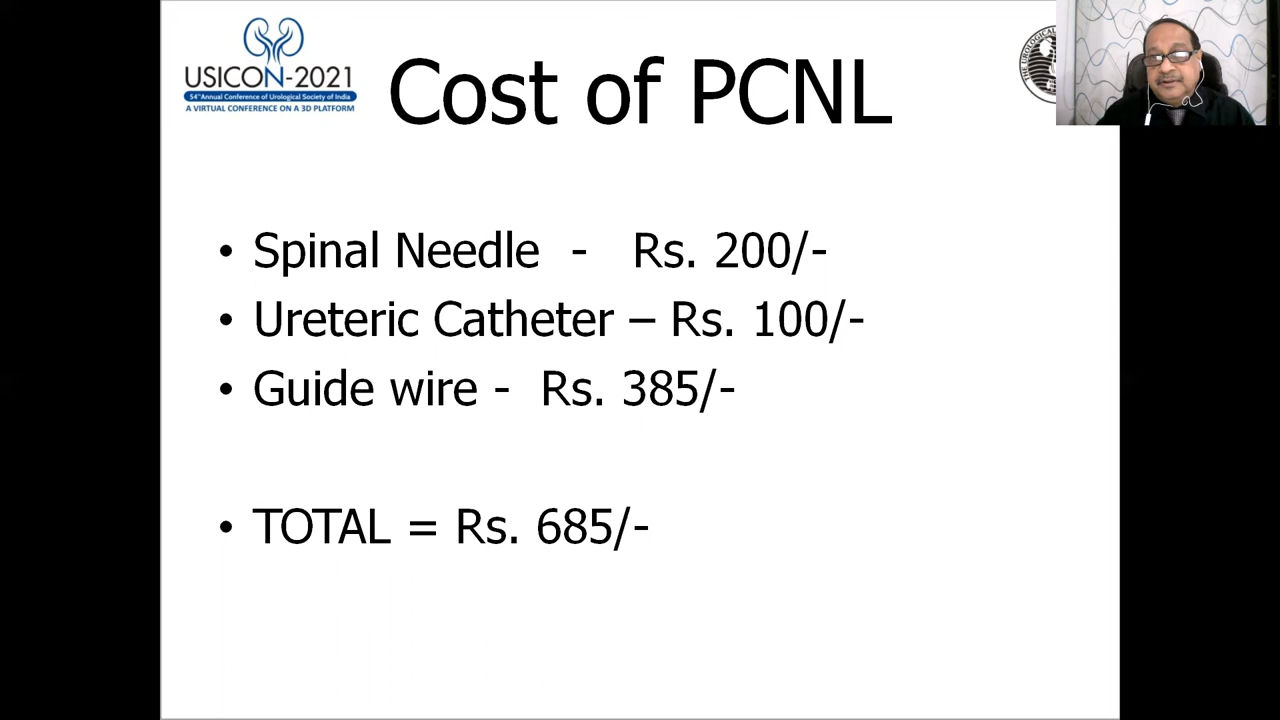 USICON-2021
54th Annual Conference of Urological Society of India
A VIRTUAL CONFERENCE ON A 3D PLATFORM
Cost of PCNL
• Spinal Needle - Rs. 200/-
• Ureteric Catheter – Rs. 100/-
• Guide wire - Rs. 385/-
• TOTAL = Rs. 685/-